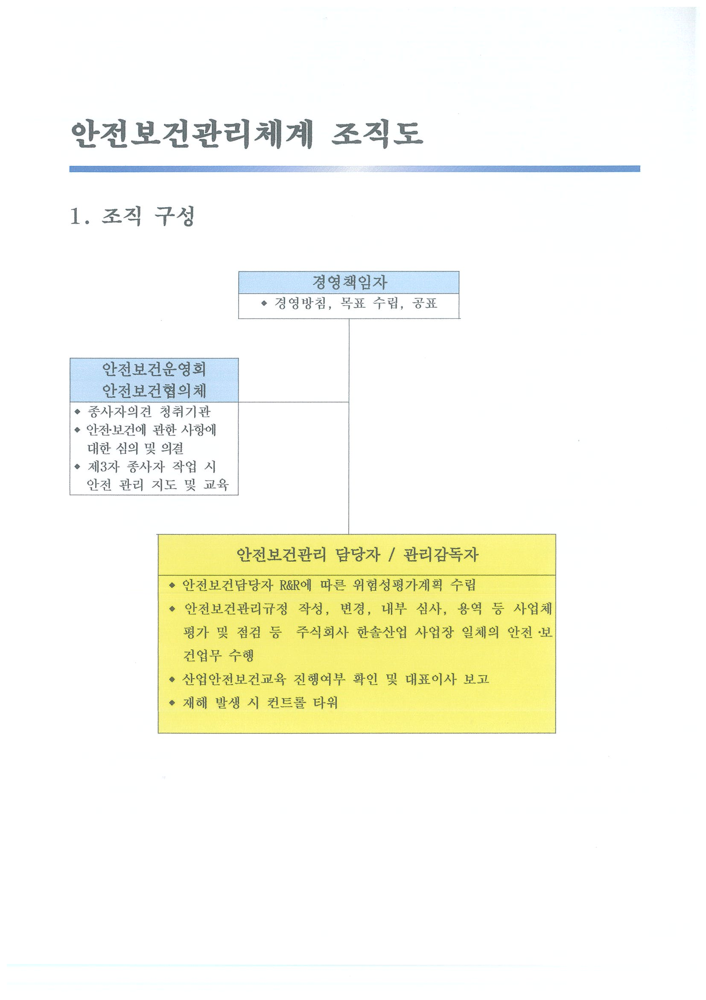 안전보건관리체계 조직도
1. 조직 구성
경영책임자
◆ 경영방침, 목표 수립, 공표
안전보건운영회
안전보건협의체
◆ 종사자의견 청취기관
◆ 안전·보건에 관한 사항에
대한 심의 및 의결
◆ 제3자 종사자 작업 시
안전 관리 지도 및 교육
안전보건관리 담당자 / 관리감독자
◆ 안전보건담당자 R&R에 따른 위험성평가계획 수립
◆ 안전보건관리규정 작성, 변경, 내부 심사, 용역 등 사업체
평가 및 점검 등 주식회사 한솔산업 사업장 일체의 안전·보
건업무 수행
◆ 산업안전보건교육 진행여부 확인 및 대표이사 보고
◆ 재해 발생 시 컨트롤 타워